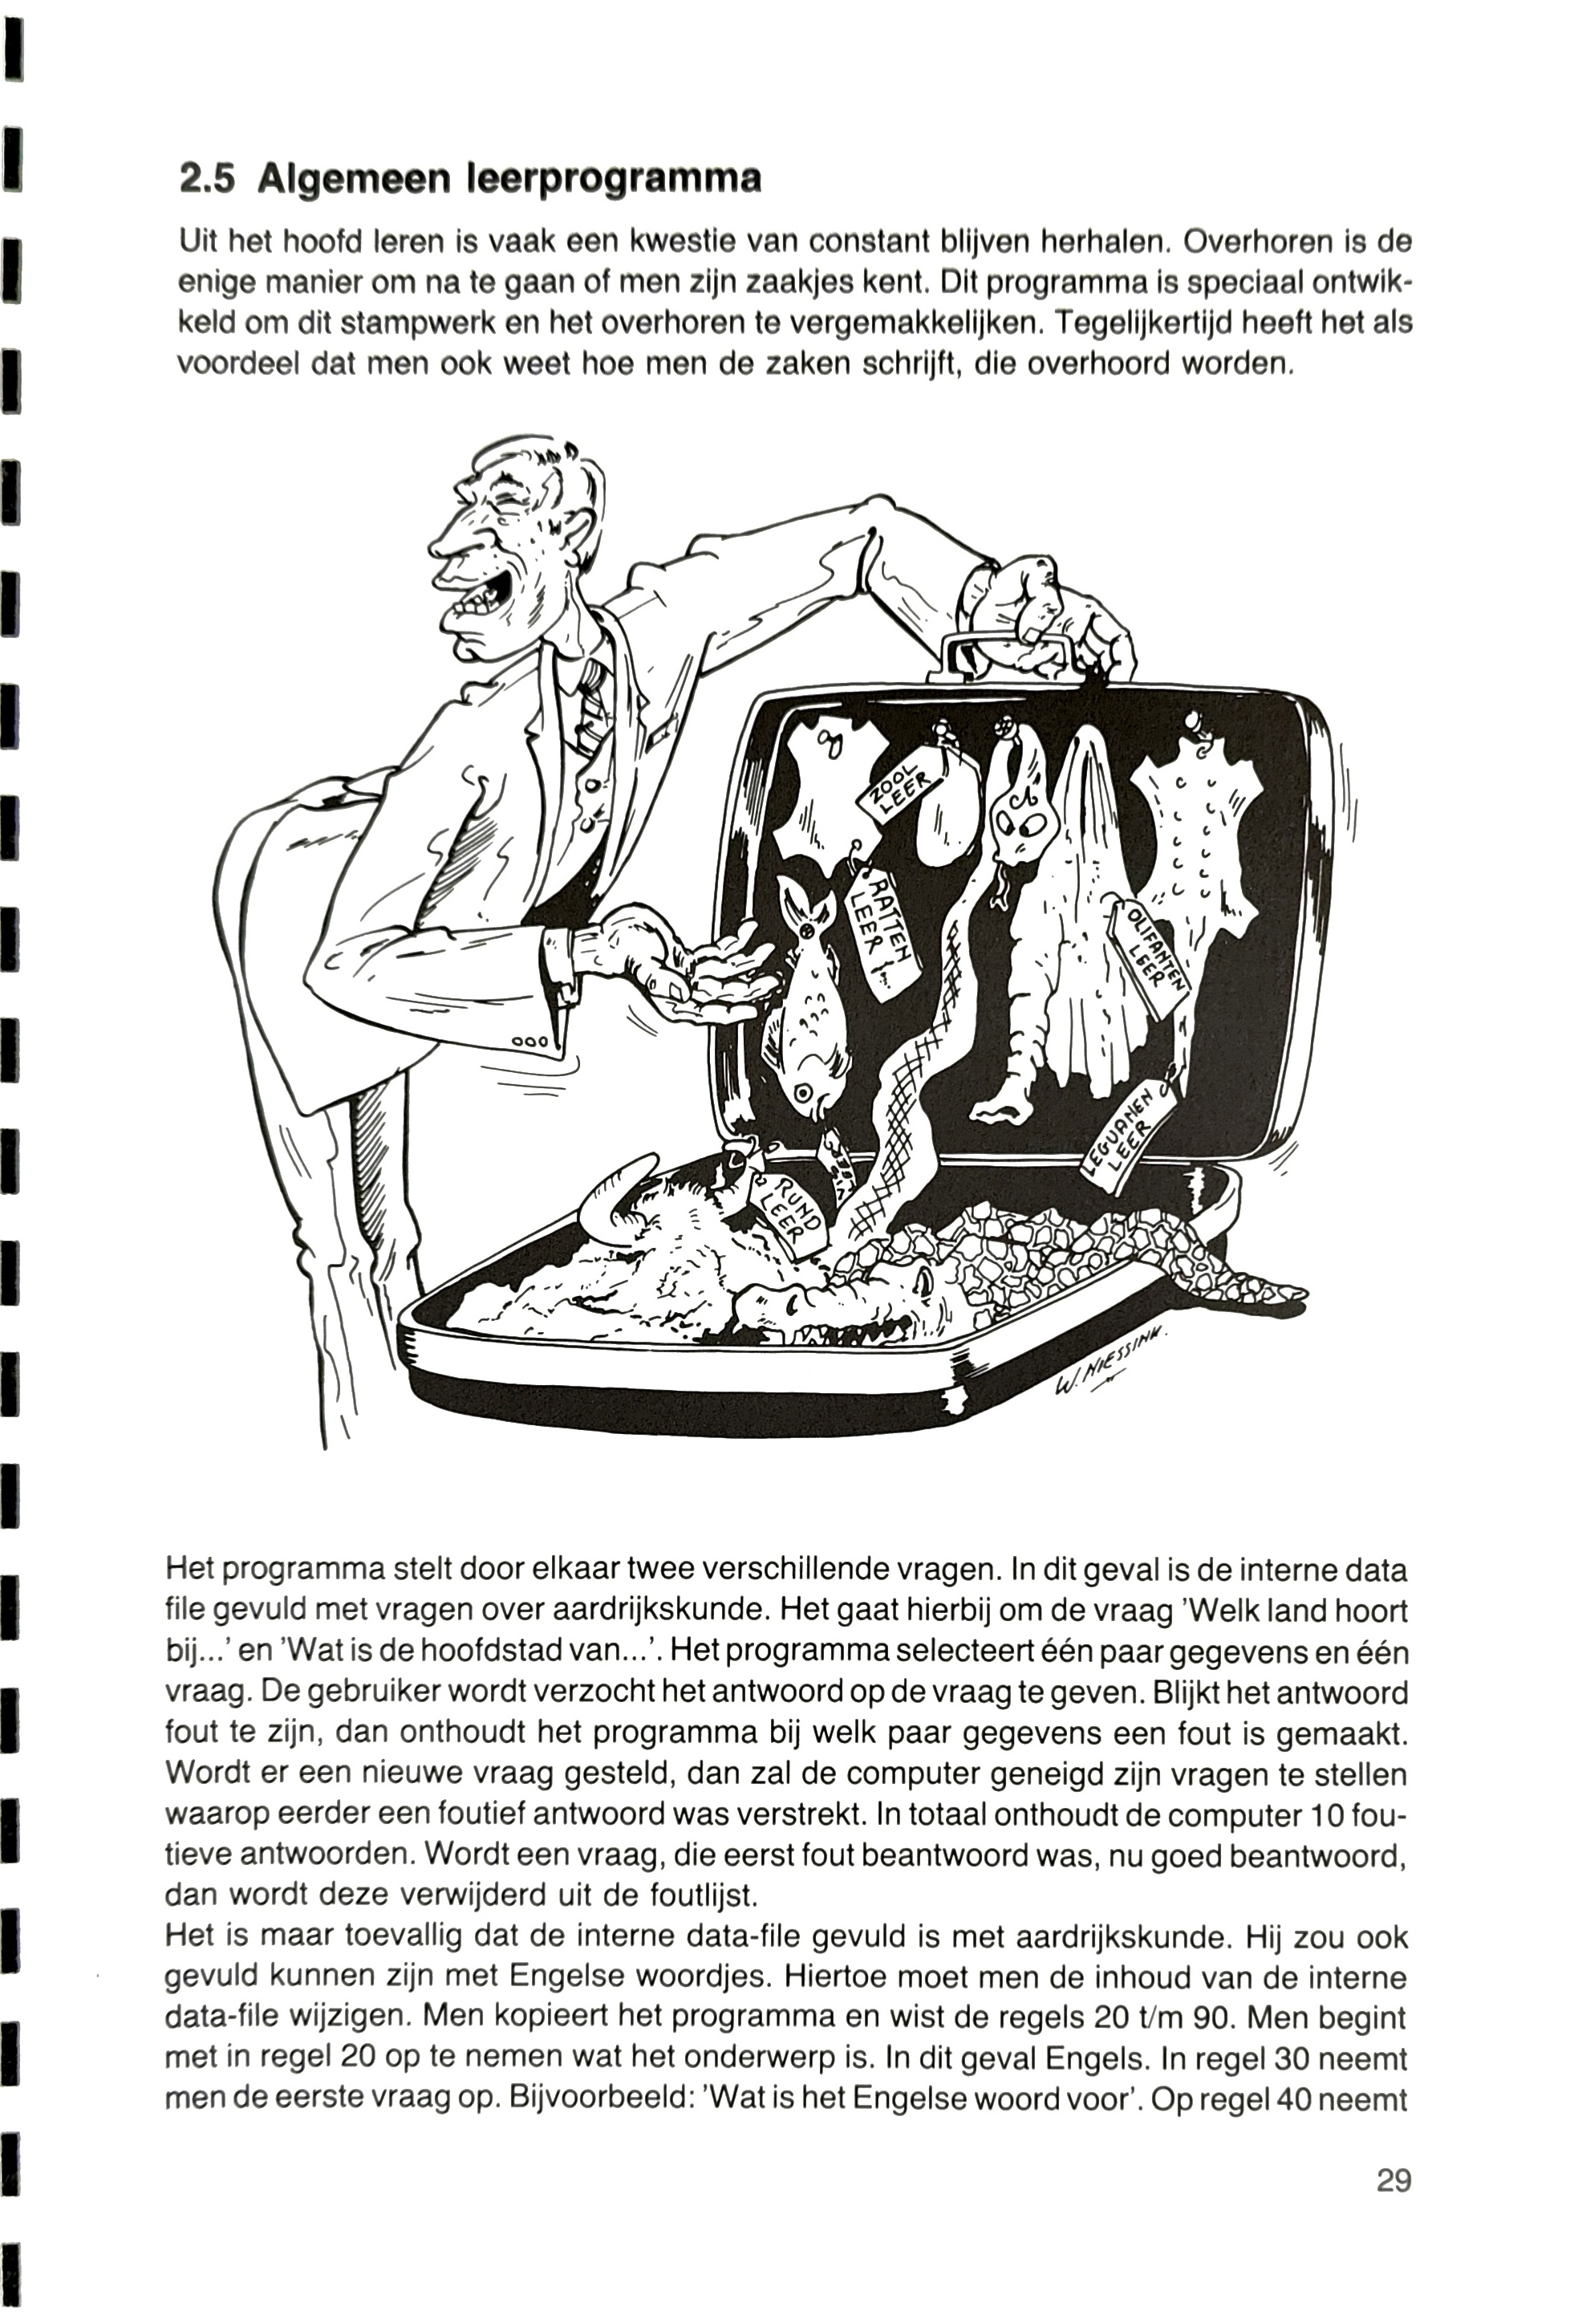 2.5 Algemeen leerprogramma
Uit het hoofd leren is vaak een kwestie van constant blijven herhalen. Overhoren is de
enige manier om na te gaan of men zijn zaakjes kent. Dit programma is speciaal ontwik-
keld om dit stampwerk en het overhoren te vergemakkelijken. Tegelijkertijd heeft het als
voordeel dat men ook weet hoe men de zaken schrijft, die overhoord worden.
ZOOL
LEER
RATTEN
LEER
OLIFANTEN
LEER
LEGUANEN
LEER
RUND
LEER
W. NIESSINK.
Het programma stelt door elkaar twee verschillende vragen. In dit geval is de interne data
file gevuld met vragen over aardrijkskunde. Het gaat hierbij om de vraag 'Welk land hoort
bij...' en 'Wat is de hoofdstad van...'. Het programma selecteert één paar gegevens en één
vraag. De gebruiker wordt verzocht het antwoord op de vraag te geven. Blijkt het antwoord
fout te zijn, dan onthoudt het programma bij welk paar gegevens een fout is gemaakt.
Wordt er een nieuwe vraag gesteld, dan zal de computer geneigd zijn vragen te stellen
waarop eerder een foutief antwoord was verstrekt. In totaal onthoudt de computer 10 fou-
tieve antwoorden. Wordt een vraag, die eerst fout beantwoord was, nu goed beantwoord,
dan wordt deze verwijderd uit de foutlijst.
Het is maar toevallig dat de interne data-file gevuld is met aardrijkskunde. Hij zou ook
gevuld kunnen zijn met Engelse woordjes. Hiertoe moet men de inhoud van de interne
data-file wijzigen. Men kopieert het programma en wist de regels 20 t/m 90. Men begint
met in regel 20 op te nemen wat het onderwerp is. In dit geval Engels. In regel 30 neemt
men de eerste vraag op. Bijvoorbeeld: 'Wat is het Engelse woord voor'. Op regel 40 neemt
29